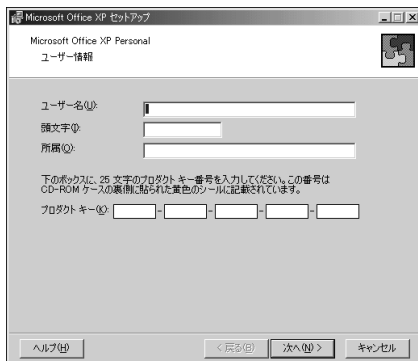 Microsoft Office XP セットアップ
Microsoft Office XP Personal
ユーザー情報
ユーザー名(U):
頭文字(I):
所属(O):
下のボックスに、25 文字のプロダクト キー番号を入力してください。この番号は
CD-ROM ケースの裏側に貼られた黄色のシールに記載されています。
プロダクト キー(K): - - - -
ヘルプ(H) < 戻る(B) 次へ(N) > キャンセル